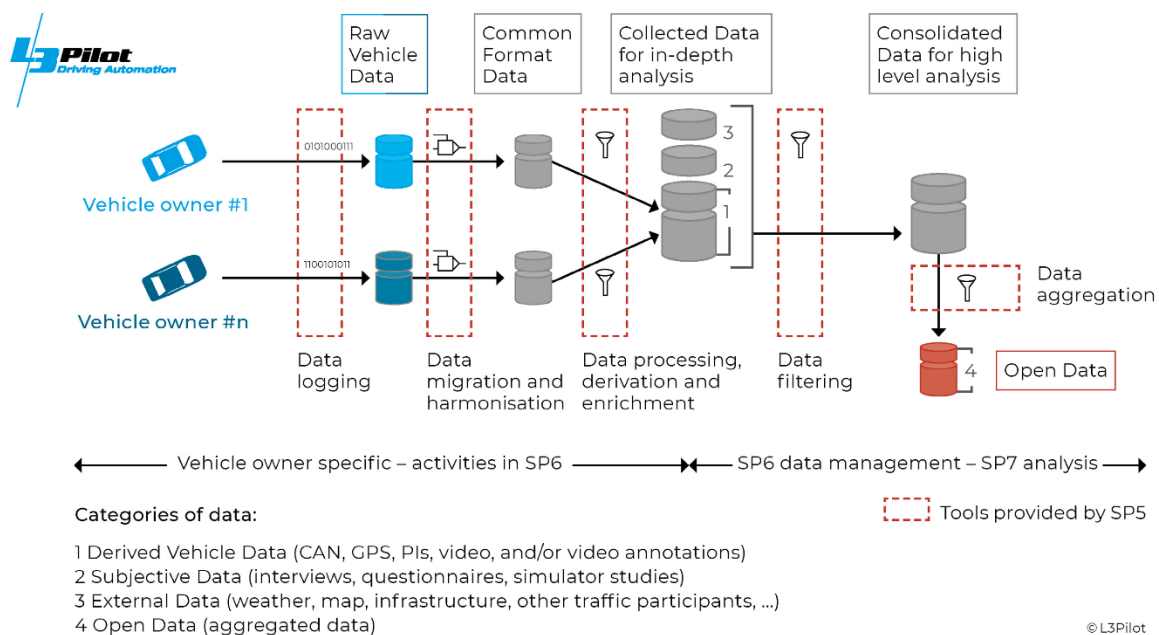 L3Pilot
Driving Automation
Raw
Vehicle
Data
Common
Format
Data
Collected Data
for in-depth
analysis
Consolidated
Data for high
level analysis
0101000111
3
2
1
Vehicle owner #1
1100101011
Vehicle owner #n
Data
aggregation
Data
logging
Data
migration and
harmonisation
Data processing,
derivation and
enrichment
Data
filtering
4
Open Data
Vehicle owner specific – activities in SP6
SP6 data management – SP7 analysis
Tools provided by SP5
Categories of data:
1 Derived Vehicle Data (CAN, GPS, PIs, video, and/or video annotations)
2 Subjective Data (interviews, questionnaires, simulator studies)
3 External Data (weather, map, infrastructure, other traffic participants, ...)
4 Open Data (aggregated data)
© L3Pilot